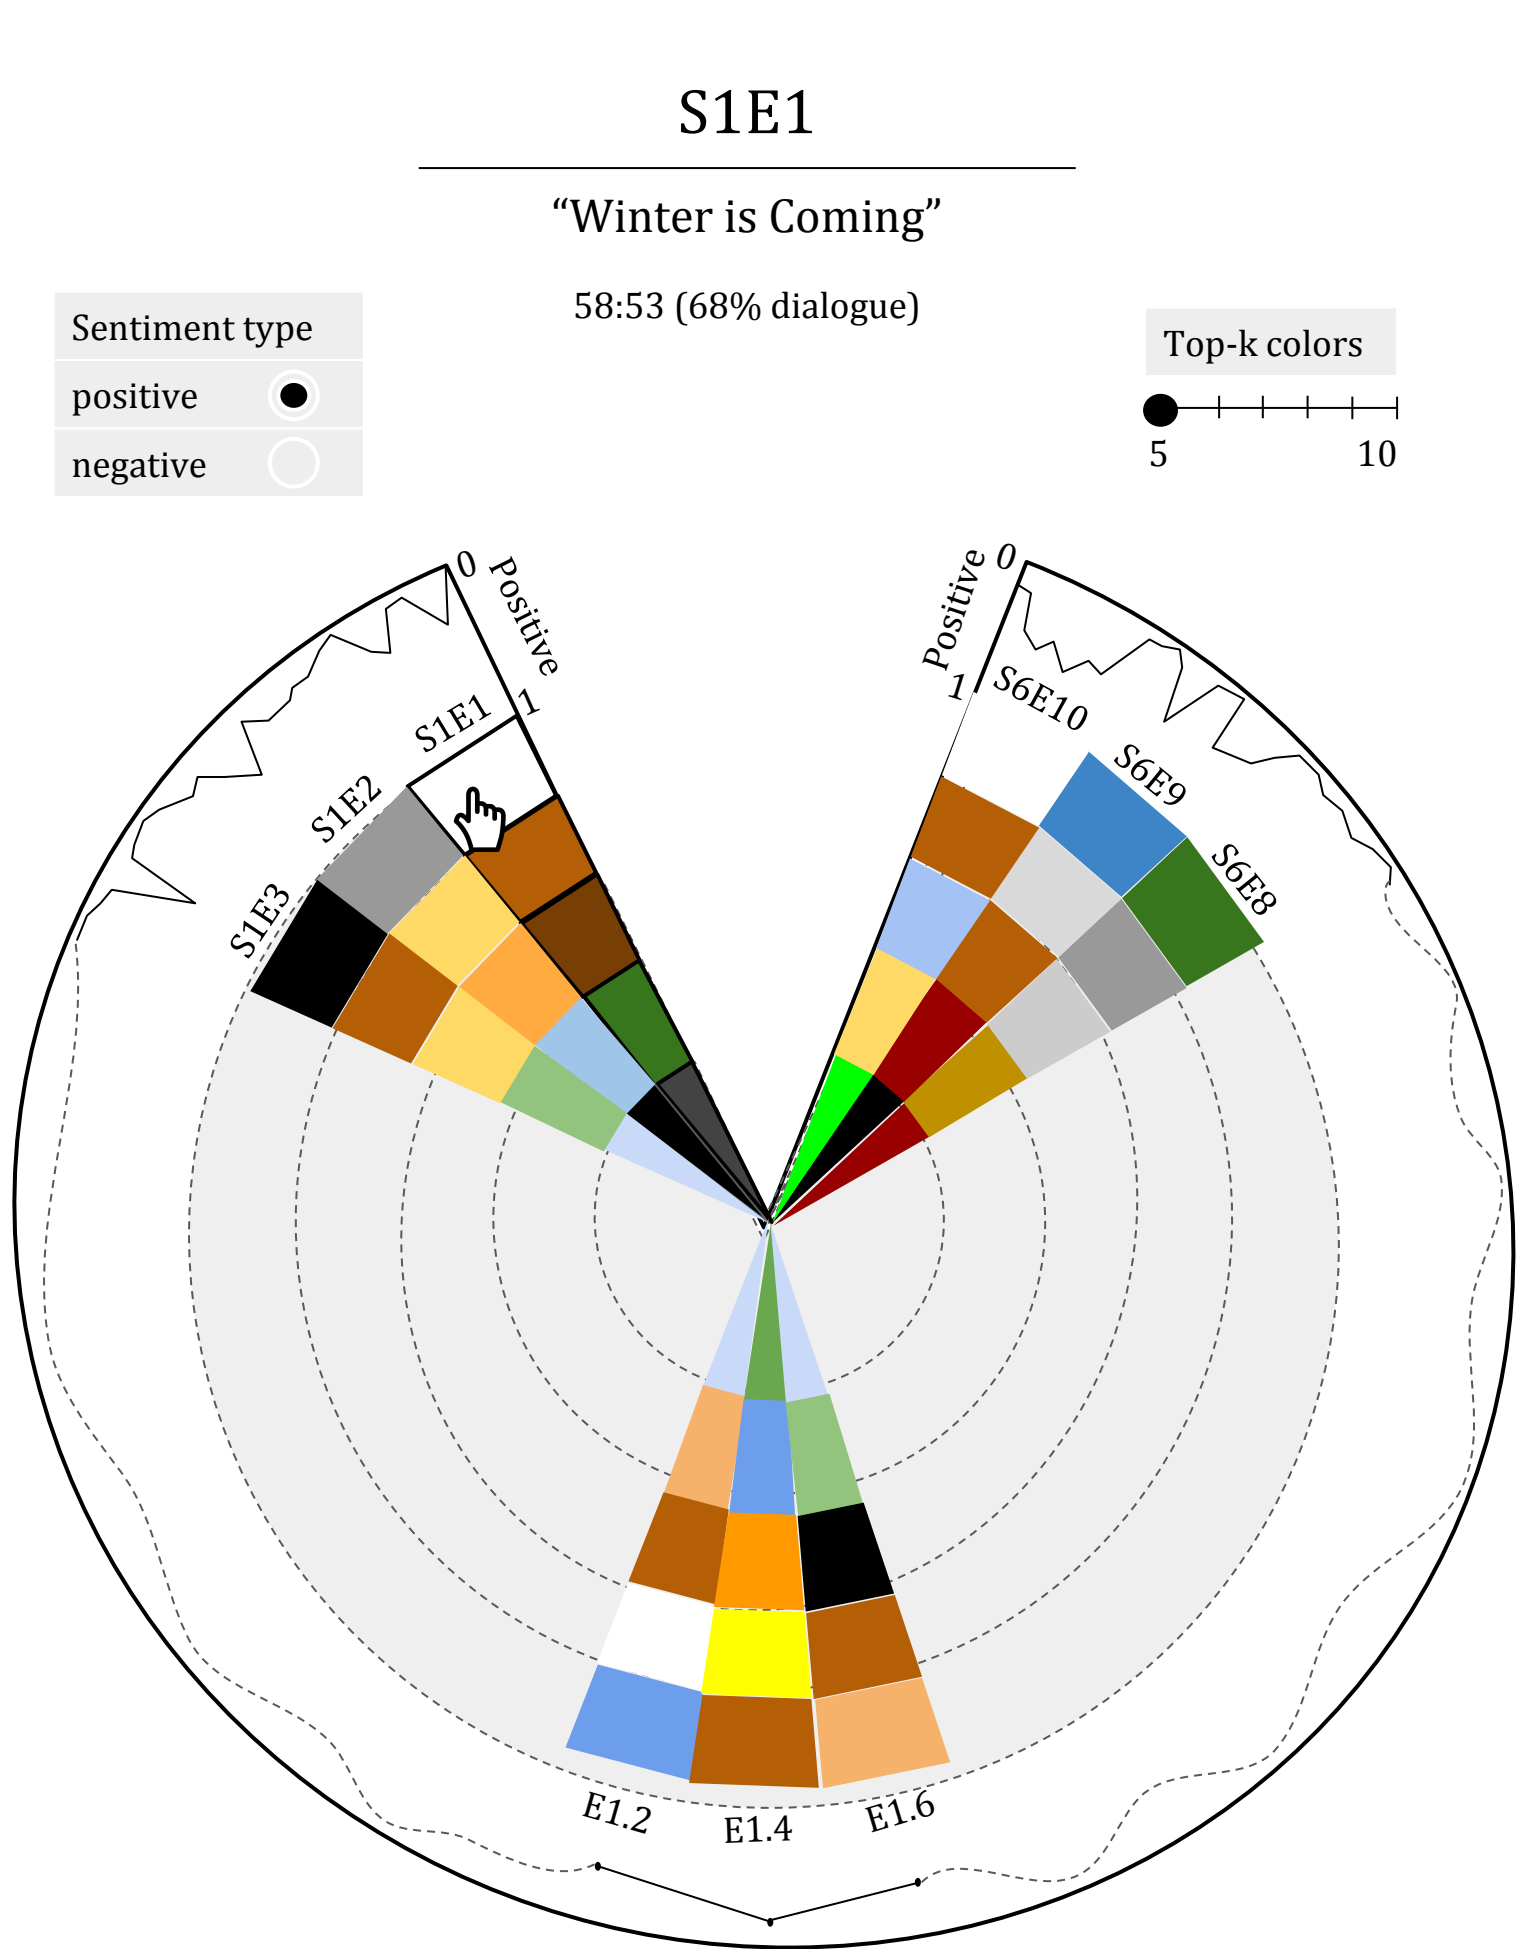 S1E1
“Winter is Coming”
58:53 (68% dialogue)
Sentiment type
positive
negative
Top-k colors
5
10
0
Positive
1
S1E1
S1E2
S1E3
0
Positive
1
S6E10
S6E9
S6E8
E1.2
E1.4
E1.6